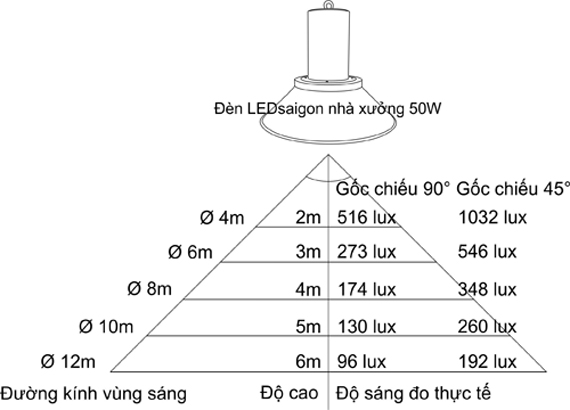 Đèn LEDsaigon nhà xưởng 50W
Gốc chiếu 90° Gốc chiếu 45°
Ø 4m 2m 516 lux 1032 lux
Ø 6m 3m 273 lux 546 lux
Ø 8m 4m 174 lux 348 lux
Ø 10m 5m 130 lux 260 lux
Ø 12m 6m 96 lux 192 lux
Đường kính vùng sáng Độ cao Độ sáng đo thực tế